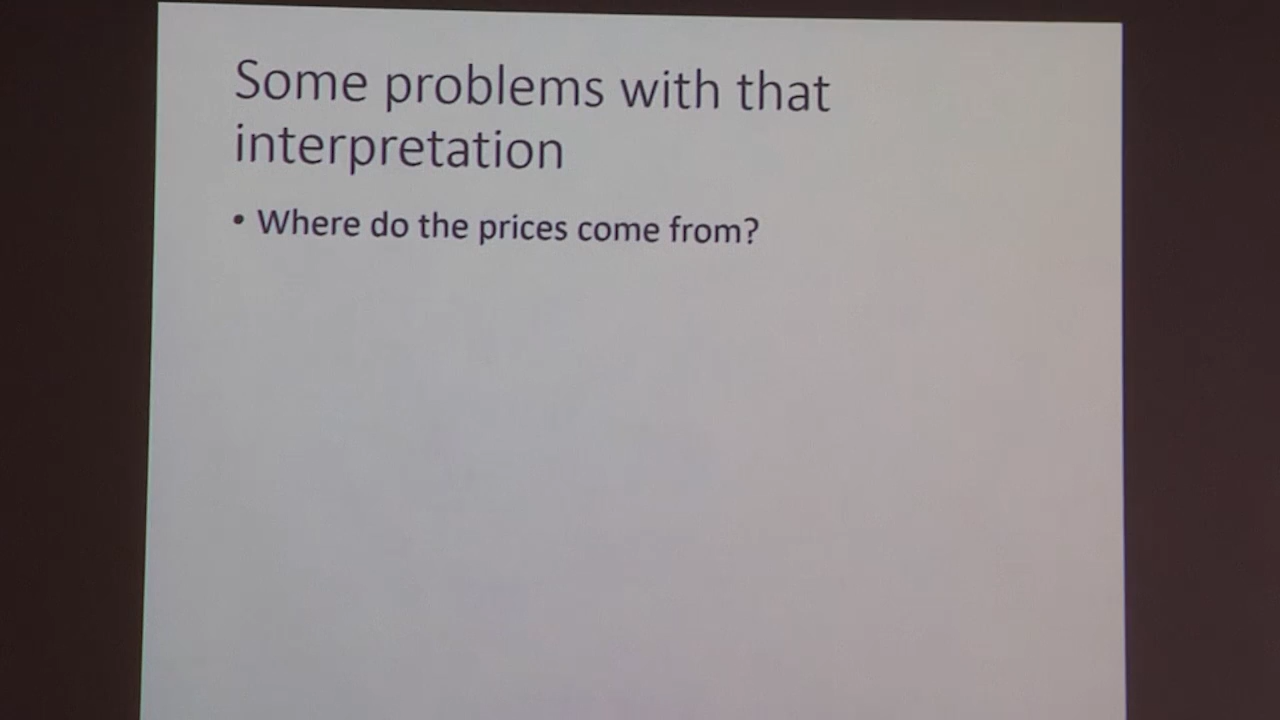 Some problems with that
interpretation
• Where do the prices come from?